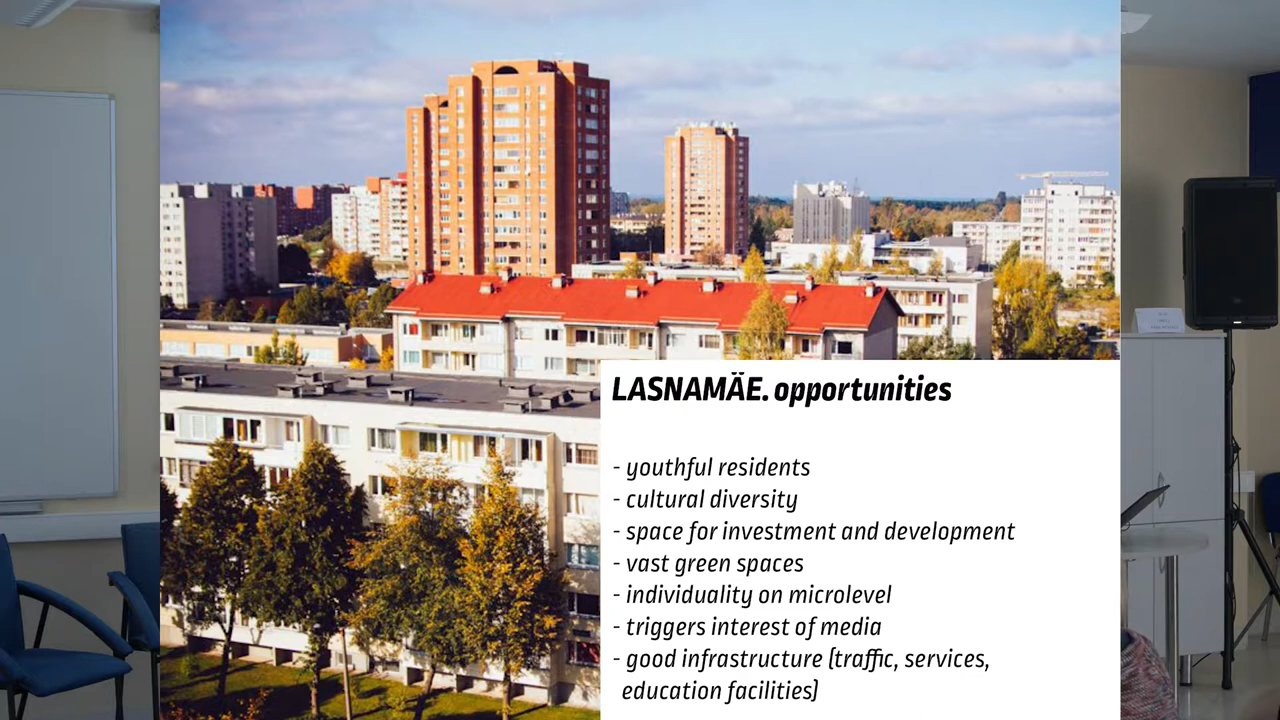 LASNAMÄE. opportunities
- youthful residents
- cultural diversity
- space for investment and development
- vast green spaces
- individuality on microlevel
- triggers interest of media
- good infrastructure (traffic, services,
education facilities)